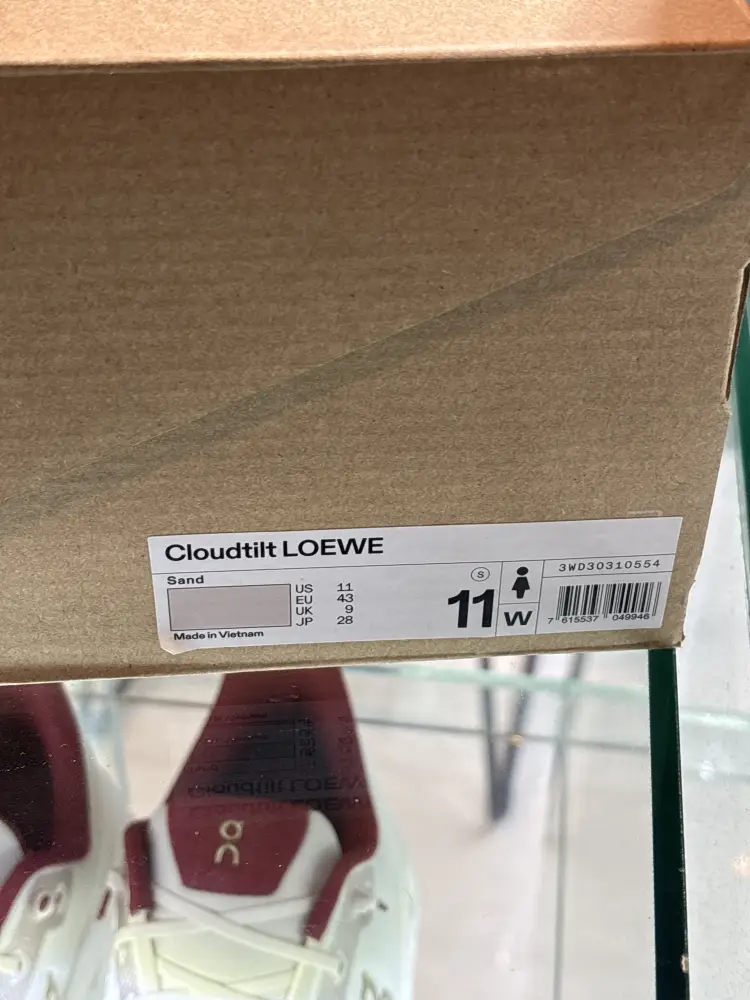 Cloudtilt LOEWE
Sand
US 11
EU 43
UK 9
JP 28
Made in Vietnam
S
11
W
3WD30310554
7 615537 049946